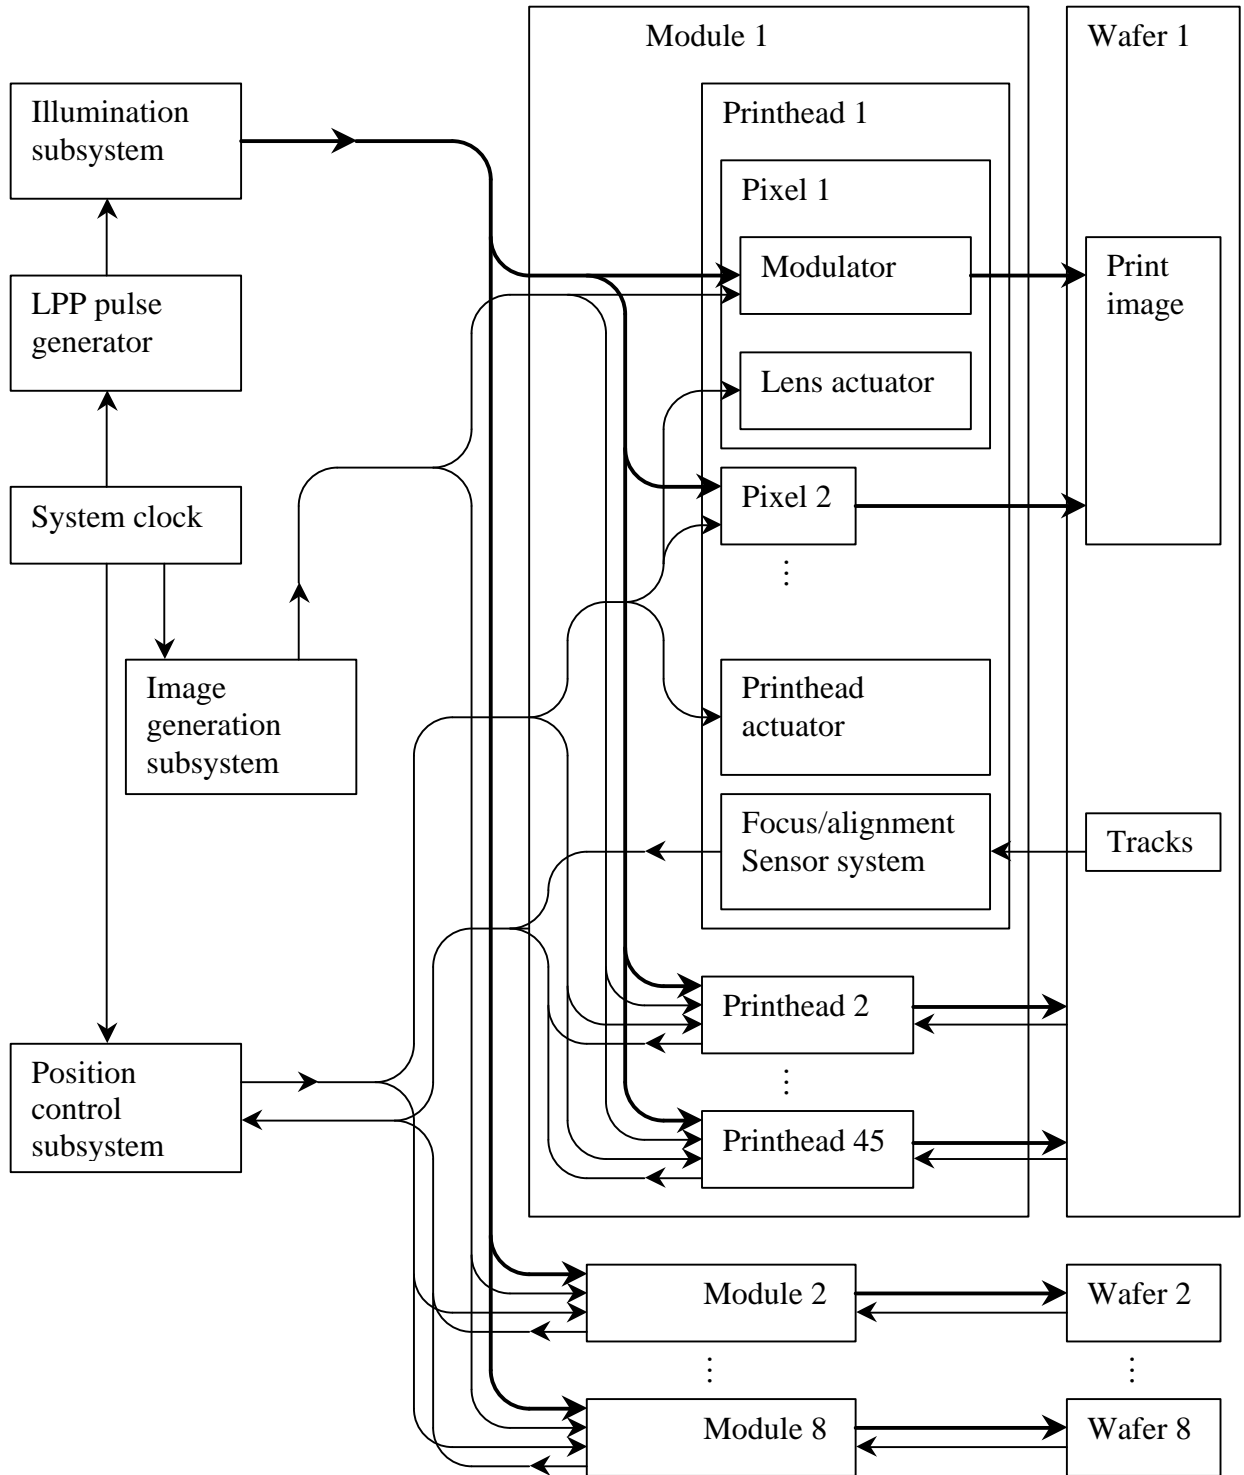 Module 1
Wafer 1
Illumination
subsystem
Printhead 1
Pixel 1
Modulator
Print
image
LPP pulse
generator
Lens actuator
System clock
Pixel 2
⋮
Image
generation
subsystem
Printhead
actuator
Focus/alignment
Sensor system
Tracks
Printhead 2
⋮
Position
control
subsystem
Printhead 45
Module 2
Wafer 2
⋮
⋮
Module 8
Wafer 8